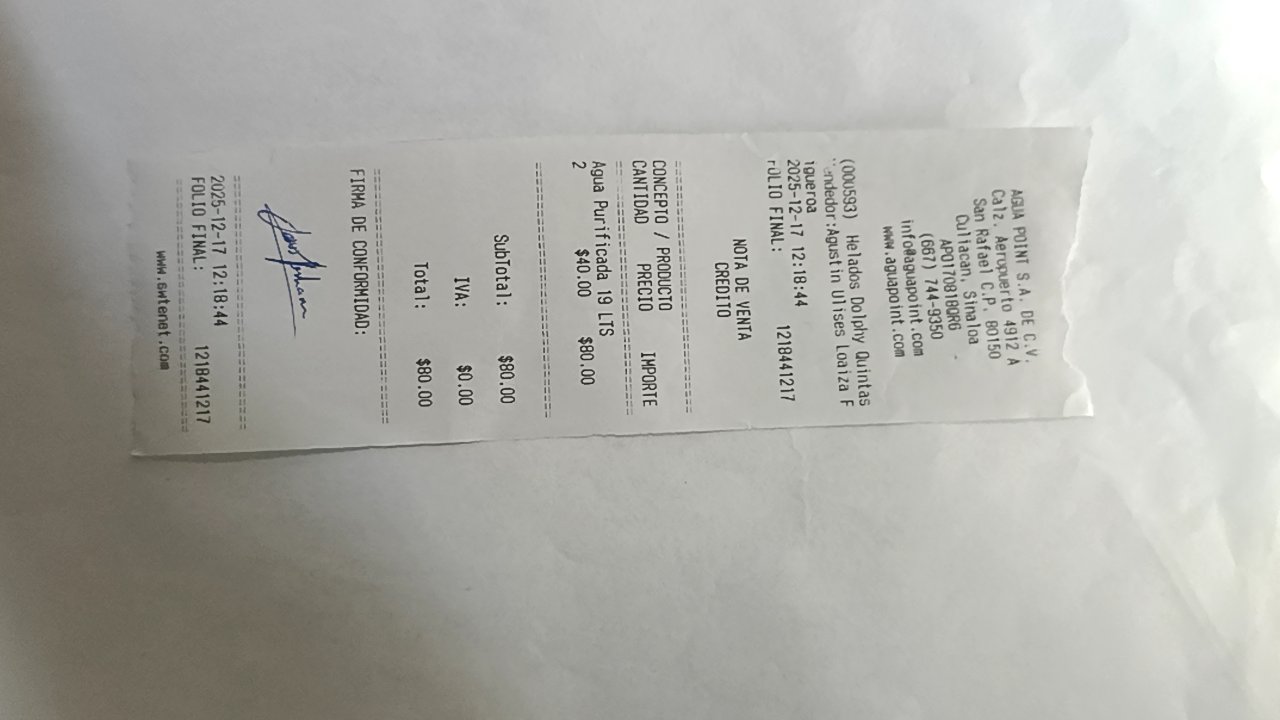 AGUA POINT S.A. DE C.V.
Calz. Aeropuerto 4912 A
San Rafael C.P. 80150
Culiacan, Sinaloa
APO170818QR6
(667) 744-9350
info@aguapoint.com
www.aguapoint.com
(000593) Helados Dolphy Quintas
Vendedor:Agustin Ulises Loaiza F
igueroa
2025-12-17 12:18:44
FOLIO FINAL: 1218441217
NOTA DE VENTA
CREDITO
CONCEPTO / PRODUCTO
CANTIDAD PRECIO IMPORTE
Agua Purificada 19 LTS
2 $40.00 $80.00
SubTotal: $80.00
IVA: $0.00
Total: $80.00
FIRMA DE CONFORMIDAD:
2025-12-17 12:18:44
FOLIO FINAL: 1218441217
www.swtenet.com